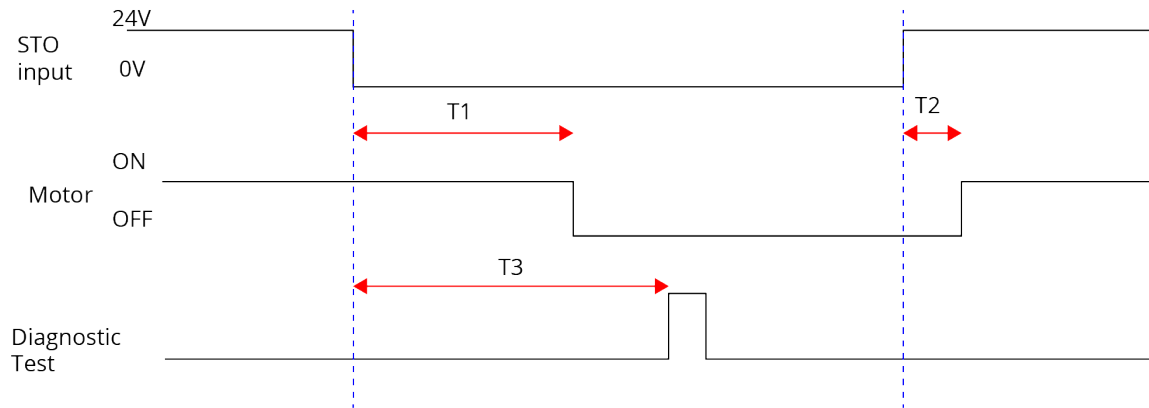 24V
STO
input
0V
T1
T2
ON
Motor
OFF
T3
Diagnostic
Test